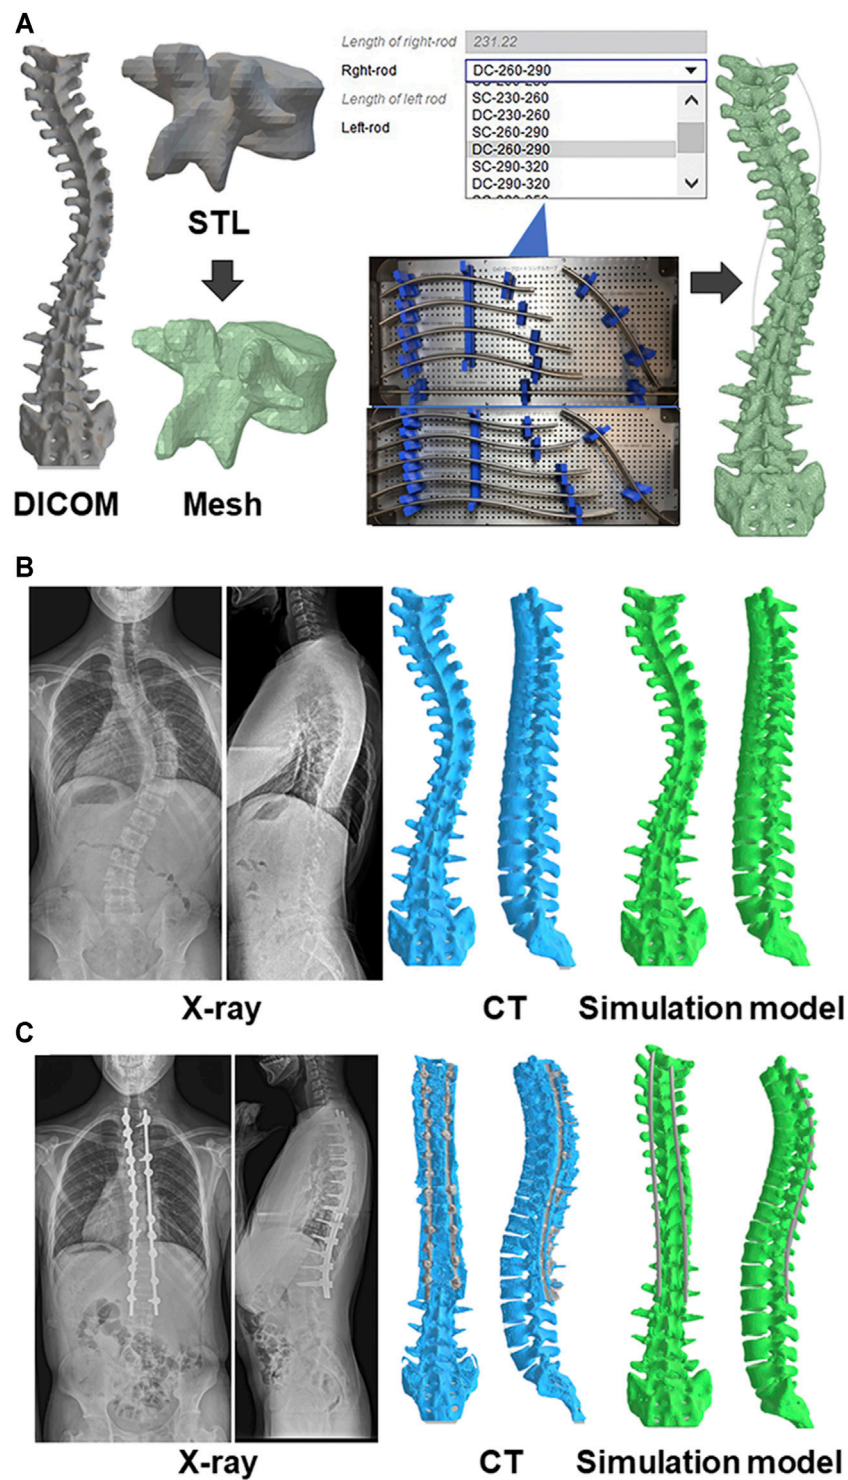 A
Length of right-rod 231.22
Rght-rod DC-260-290
Length of left rod
Left-rod
SC-230-260
DC-230-260
SC-260-290
DC-260-290
SC-290-320
DC-290-320
STL
DICOM
Mesh
B
X-ray
CT
Simulation model
C
X-ray
CT
Simulation model